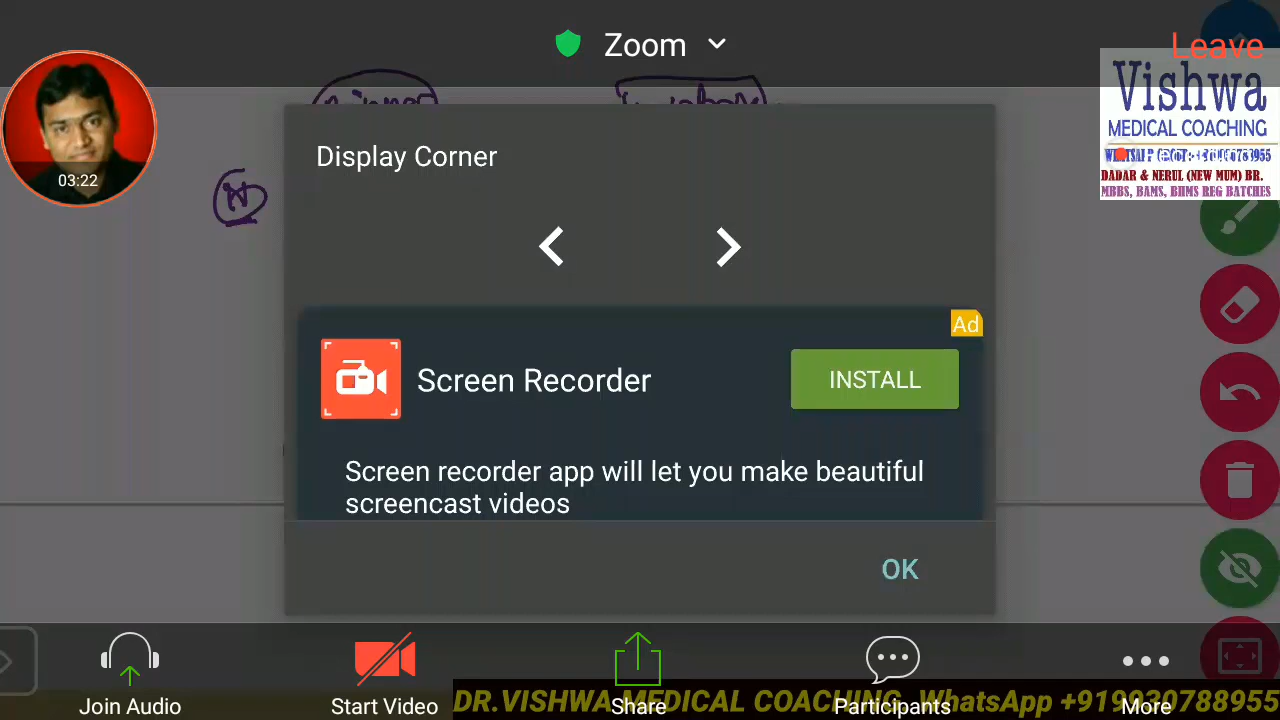 Zoom
Leave
Vishwa
MEDICAL COACHING
DADAR & NERUL (NEW MUM) BR.
MBBS, BAMS, BHMS REG BATCHES
03:22
Display Corner
Ad
Screen Recorder
INSTALL
Screen recorder app will let you make beautiful
screencast videos
OK
Join Audio
Start Video
Share
Participants
More
DR.VISHWA MEDICAL COACHING WhatsApp +919930788955